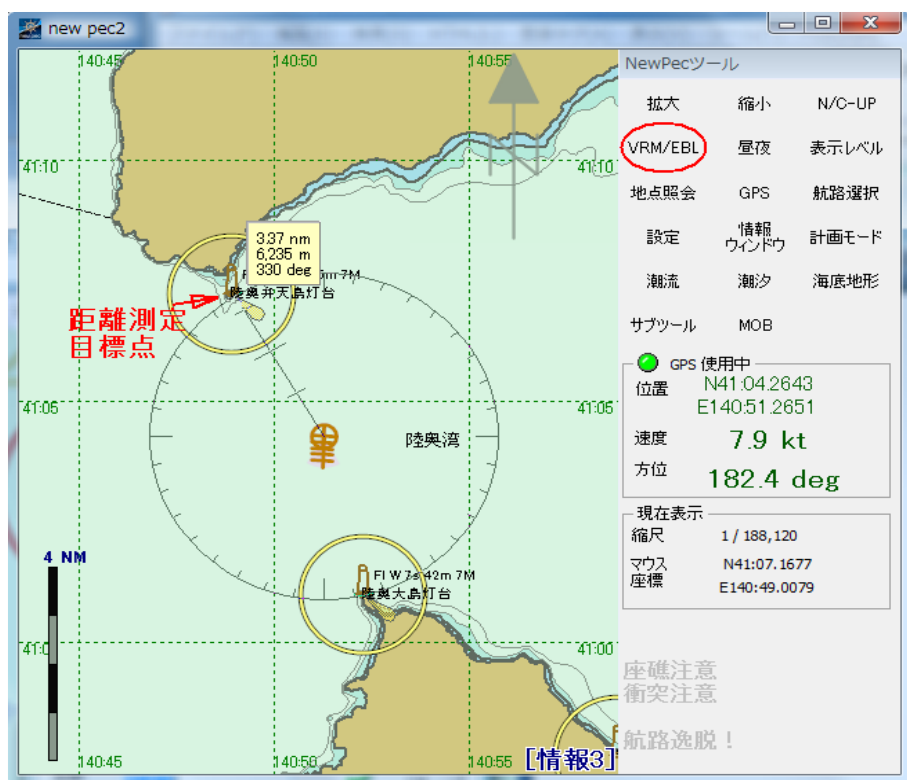 new pec2
140:45
140:50
140:55
41:10
41:10
3.37 nm
6,235 m
330 deg
陸奥弁天島灯台
距離測定
目標点
41:05
41:05
陸奥湾
4 NM
Fl W 7s 42m 7M
陸奥大島灯台
41:00
140:45
140:50
140:55
[情報3]
NewPecツール
拡大 縮小 N/C-UP
VRM/EBL 昼夜 表示レベル
地点照会 GPS 航路選択
設定 情報ウィンドウ 計画モード
潮流 潮汐 海底地形
サブツール MOB
GPS 使用中
位置 N41:04.2643
E140:51.2651
速度 7.9 kt
方位 182.4 deg
現在表示
縮尺 1 / 188,120
マウス座標 N41:07.1677
E140:49.0079
座礁注意
衝突注意
航路逸脱！